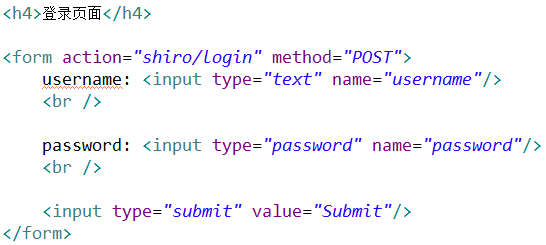 <h4>登录页面</h4>
<form action="shiro/login" method="POST">
username: <input type="text" name="username"/>
<br />
password: <input type="password" name="password"/>
<br />
<input type="submit" value="Submit"/>
</form>